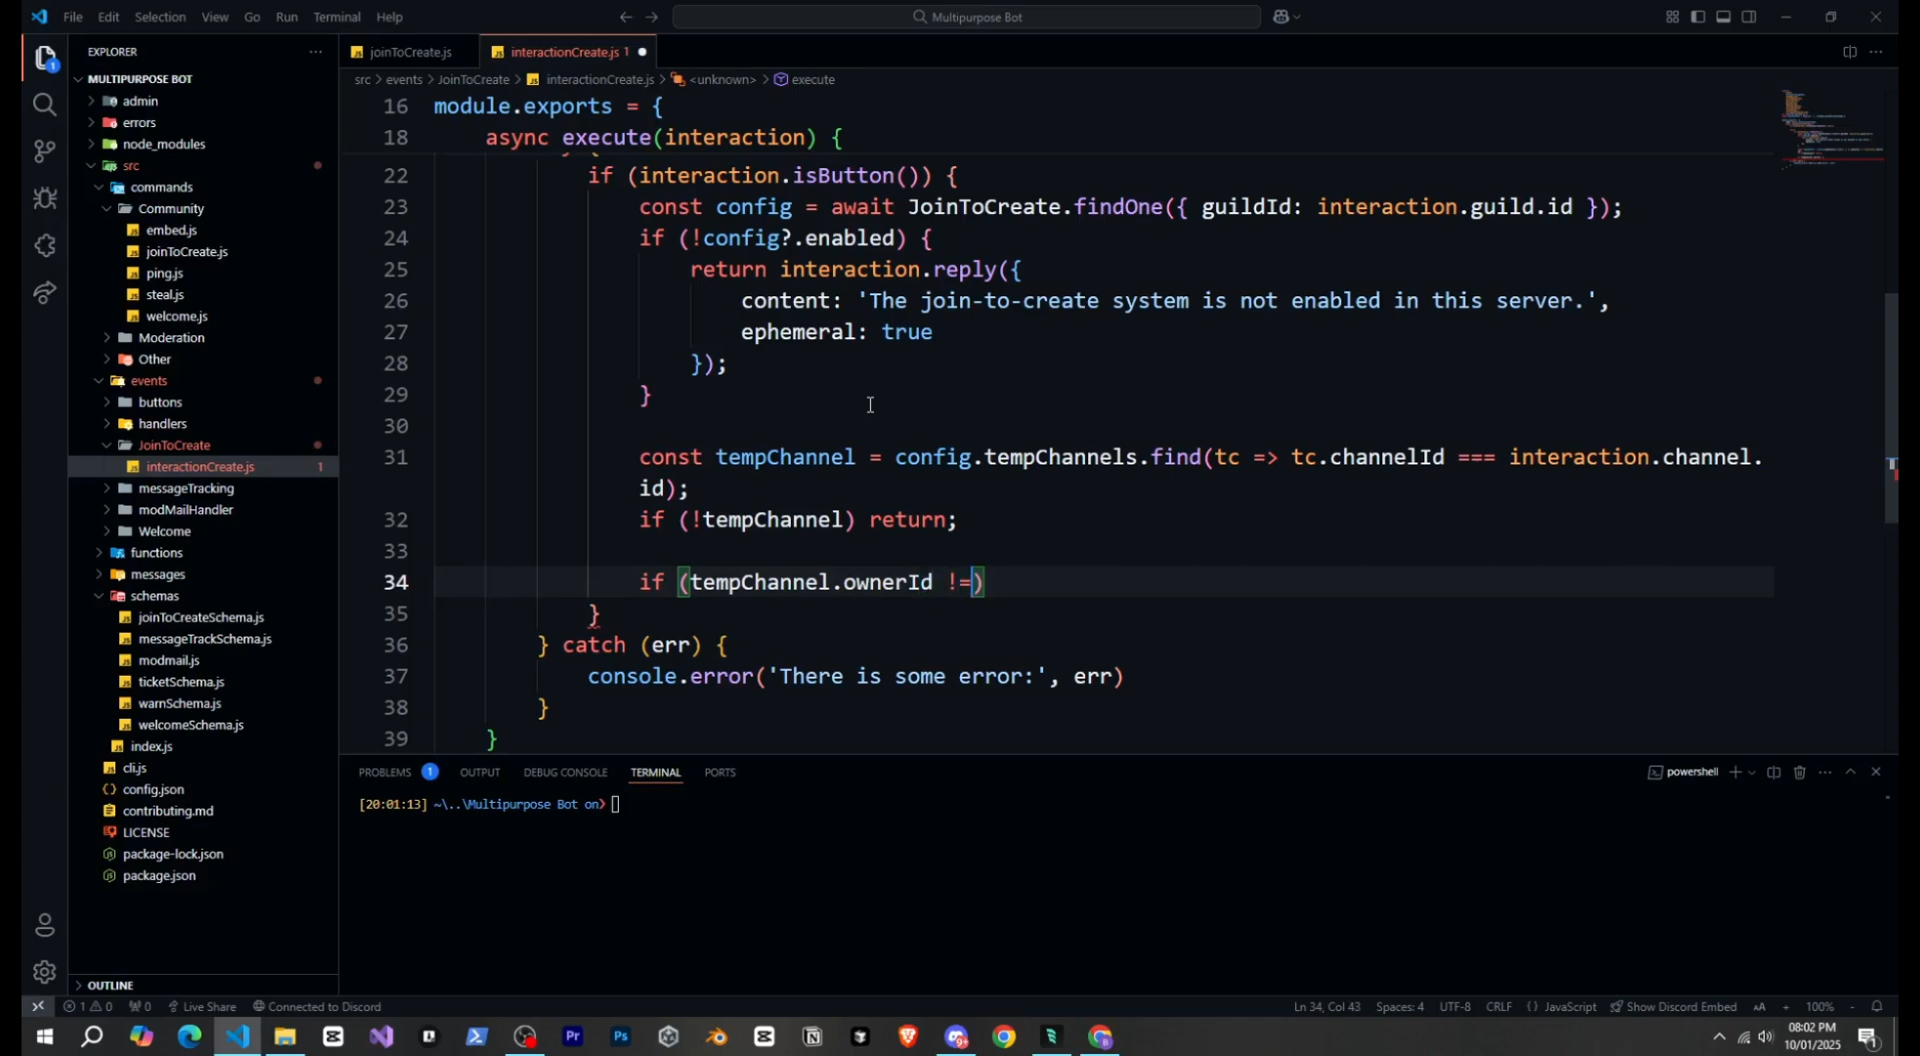 File Edit Selection View Go Run Terminal Help
Multipurpose Bot
EXPLORER
MULTIPURPOSE BOT
admin
errors
node_modules
src
commands
Community
embed.js
joinToCreate.js
ping.js
steal.js
welcome.js
Moderation
Other
events
buttons
handlers
JoinToCreate
interactionCreate.js 1
messageTracking
modMailHandler
Welcome
functions
messages
schemas
joinToCreateSchema.js
messageTrackSchema.js
modmail.js
ticketSchema.js
warnSchema.js
welcomeSchema.js
index.js
cli.js
config.json
contributing.md
LICENSE
package-lock.json
package.json
OUTLINE
joinToCreate.js
interactionCreate.js 1
src > events > JoinToCreate > interactionCreate.js > <unknown> > execute
16 module.exports = {
18 async execute(interaction) {
22 if (interaction.isButton()) {
23 const config = await JoinToCreate.findOne({ guildId: interaction.guild.id });
24 if (!config?.enabled) {
25 return interaction.reply({
26 content: 'The join-to-create system is not enabled in this server.',
27 ephemeral: true
28 });
29 }
30
31 const tempChannel = config.tempChannels.find(tc => tc.channelId === interaction.channel.
id);
32 if (!tempChannel) return;
33
34 if (tempChannel.ownerId !=)
35 }
36 } catch (err) {
37 console.error('There is some error:', err)
38 }
39 }
PROBLEMS 1 OUTPUT DEBUG CONSOLE TERMINAL PORTS
powershell
[20:01:13] ~\..\Multipurpose Bot on>
1 0 0 Live Share Connected to Discord
Ln 34, Col 43 Spaces: 4 UTF-8 CRLF {} JavaScript Show Discord Embed AA + 100% -
Pr Ps
08:02 PM
10/01/2025